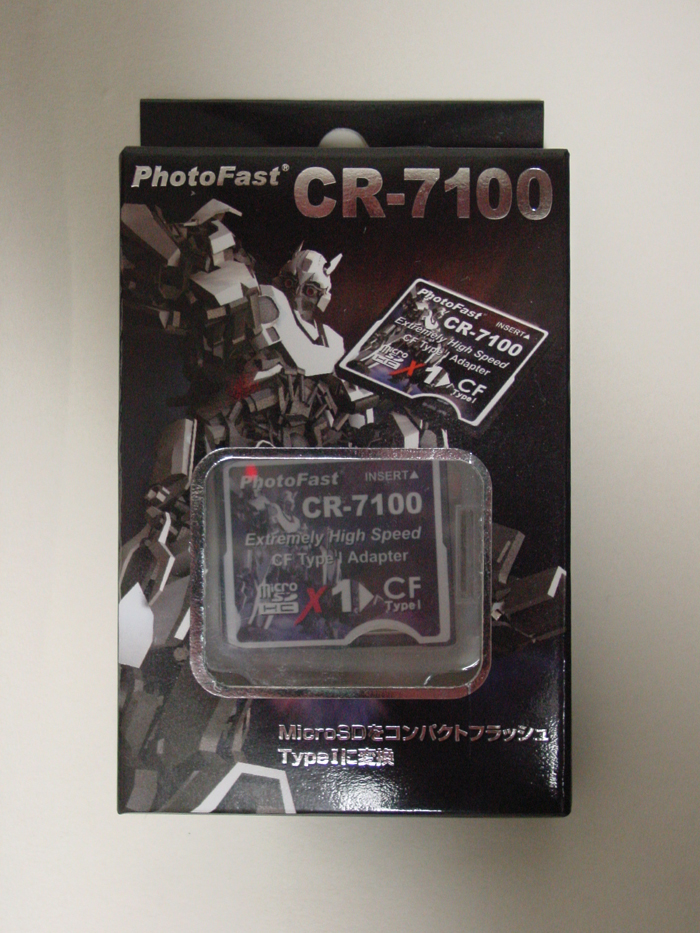 PhotoFast® CR-7100
PhotoFast
INSERT▲
CR-7100
Extremely High Speed
CF Type I Adapter
micro SD HC X1▶CF
Type I
PhotoFast INSERT▲
CR-7100
Extremely High Speed
CF Type I Adapter
micro SD HC X1▶CF
Type I
MicroSDをコンパクトフラッシュ
TypeIに変換